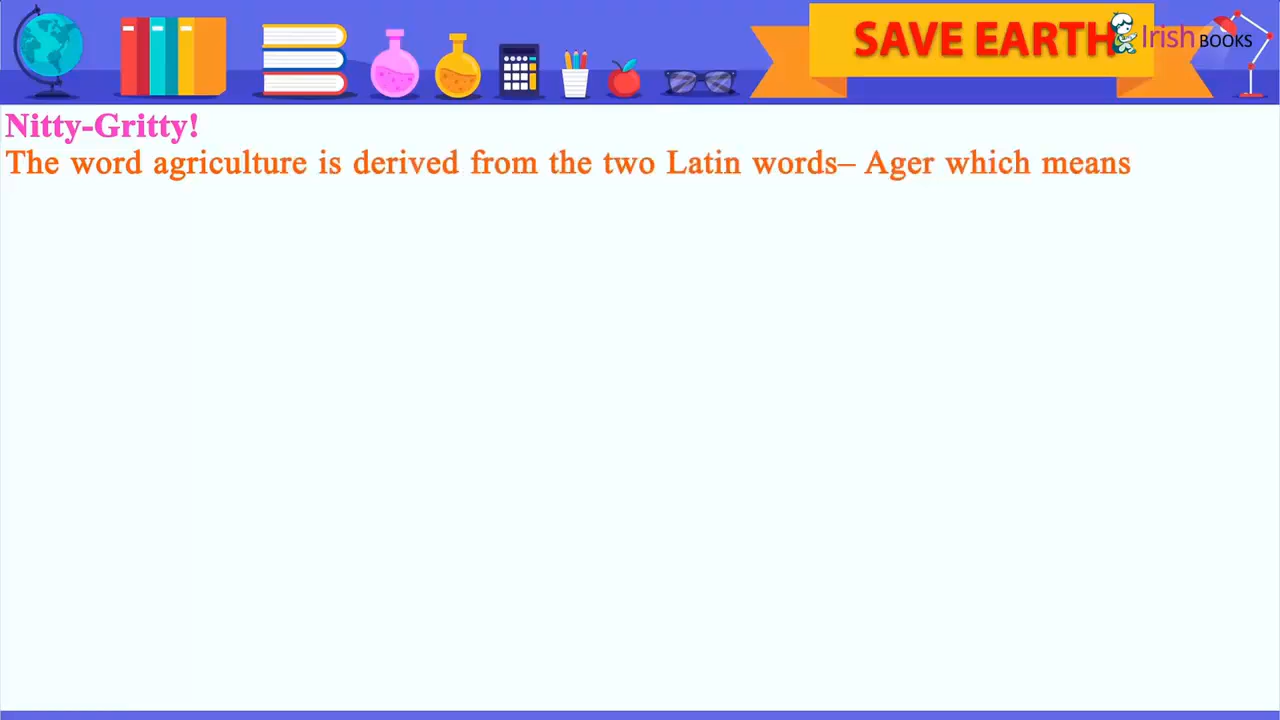 SAVE EARTH
Irish BOOKS
Nitty-Gritty!
The word agriculture is derived from the two Latin words– Ager which means